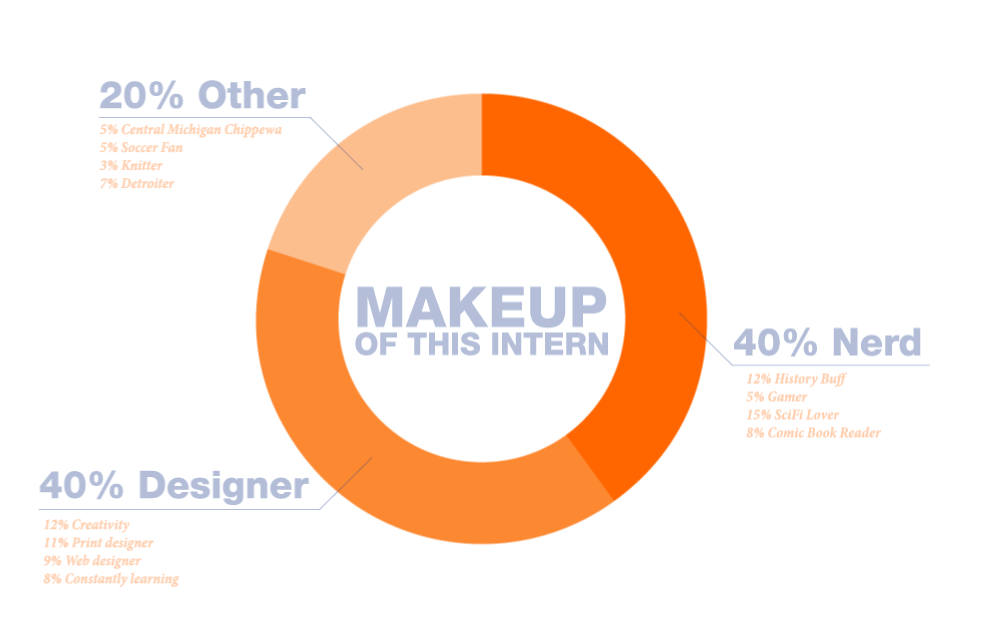 20% Other
5% Central Michigan Chippewa
5% Soccer Fan
3% Knitter
7% Detroiter
MAKEUP
OF THIS INTERN
40% Nerd
12% History Buff
5% Gamer
15% SciFi Lover
8% Comic Book Reader
40% Designer
12% Creativity
11% Print designer
9% Web designer
8% Constantly learning